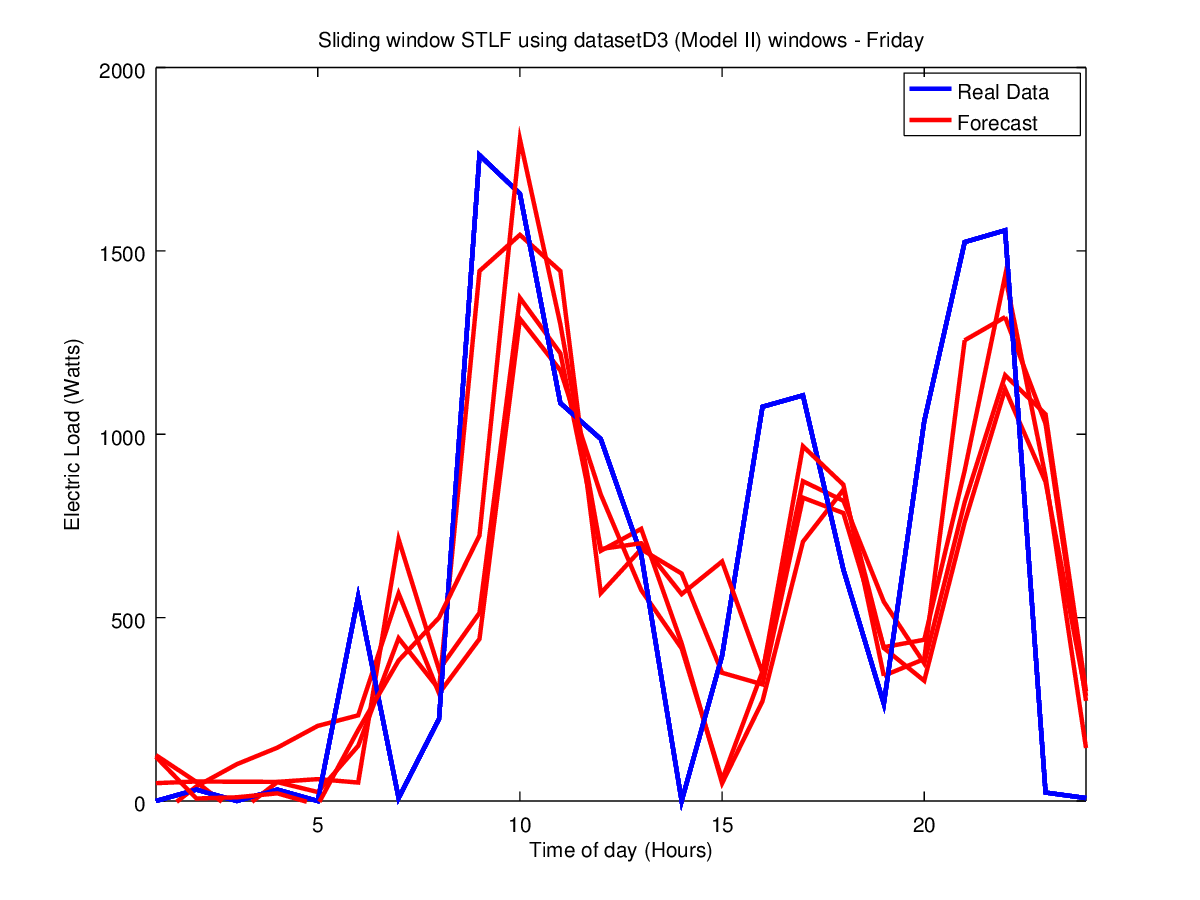 Sliding window STLF using datasetD3 (Model II) windows - Friday
2000
1500
1000
500
0
Electric Load (Watts)
Real Data
Forecast
5 10 15 20
Time of day (Hours)